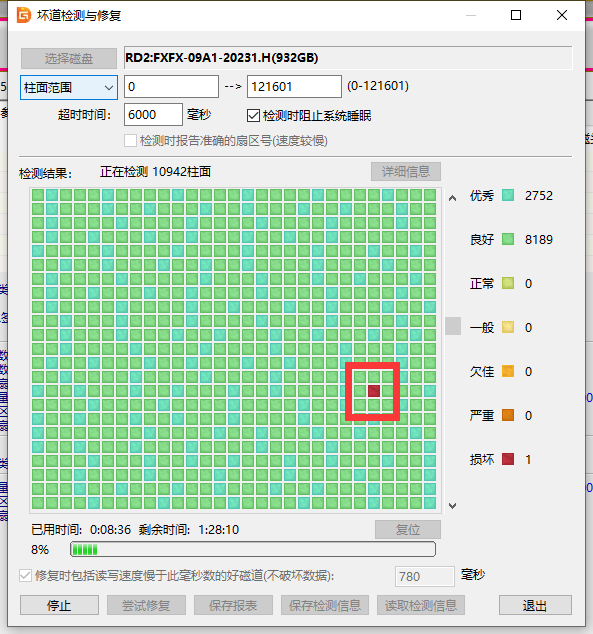 坏道检测与修复
选择磁盘 RD2:FXFX-09A1-20231.H(932GB)
柱面范围 0 --> 121601 (0-121601)
超时时间: 6000 毫秒 检测时阻止系统睡眠
检测时报告准确的扇区号(速度较慢)
检测结果: 正在检测 10942柱面 详细信息
优秀 2752
良好 8189
正常 0
一般 0
欠佳 0
严重 0
损坏 1
已用时间: 0:08:36 剩余时间: 1:28:10 复位
8%
修复时包括读写速度慢于此毫秒数的好磁道(不破坏数据): 780 毫秒
停止 尝试修复 保存报表 保存检测信息 读取检测信息 退出